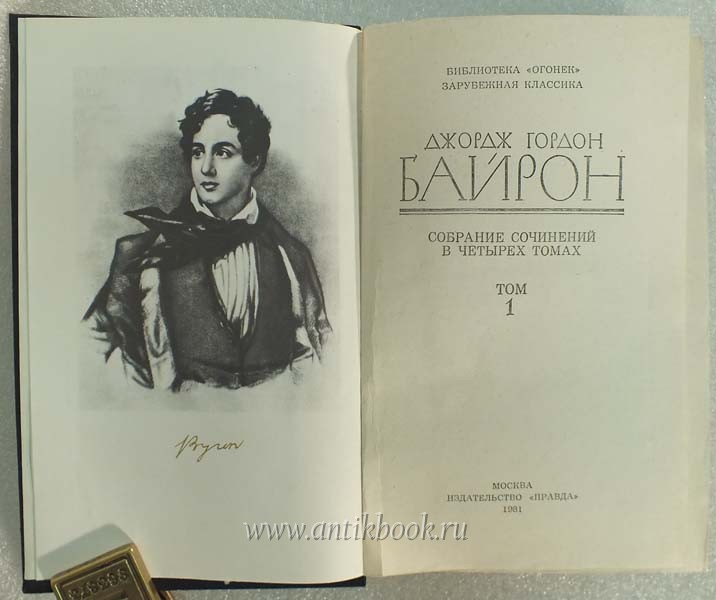 Byron
БИБЛИОТЕКА «ОГОНЕК»
ЗАРУБЕЖНАЯ КЛАССИКА
ДЖОРДЖ ГОРДОН
БАЙРОН
СОБРАНИЕ СОЧИНЕНИЙ
В ЧЕТЫРЕХ ТОМАХ
ТОМ
1
МОСКВА
ИЗДАТЕЛЬСТВО «ПРАВДА»
1981
www.antikbook.ru